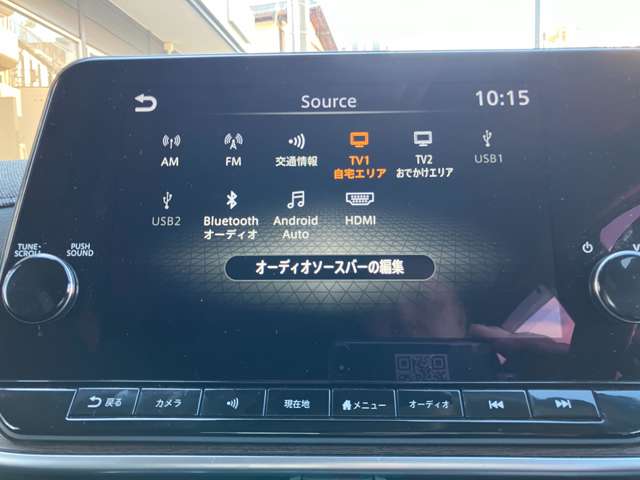 Source
10:15
AM
FM
交通情報
TV1
自宅エリア
TV2
おでかけエリア
USB1
USB2
Bluetooth
オーディオ
Android
Auto
HDMI
TUNE・
SCROLL
PUSH
SOUND
オーディオソースバーの編集
戻る
カメラ
現在地
メニュー
オーディオ